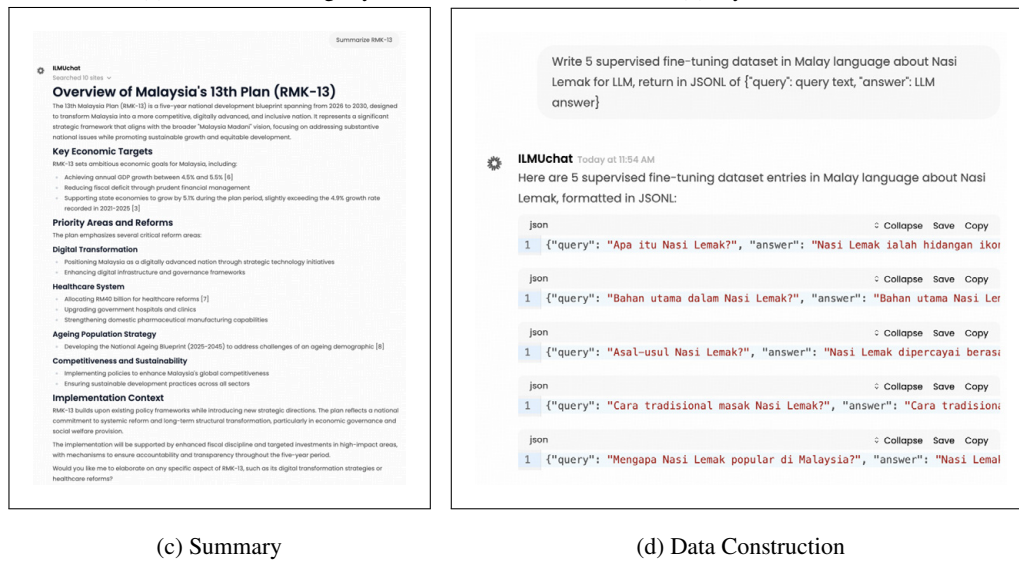 Summarize RMK-13
ILMUchat
Searched 10 sites
Overview of Malaysia's 13th Plan (RMK-13)
The 13th Malaysia Plan (RMK-13) is a five-year national development blueprint spanning from 2026 to 2030, designed
to transform Malaysia into a more competitive, digitally advanced, and inclusive nation. It represents a significant
strategic framework that aligns with the broader "Malaysia Madani" vision, focusing on addressing substantive
national issues while promoting sustainable growth and equitable development.
Key Economic Targets
RMK-13 sets ambitious economic goals for Malaysia, including:
Achieving annual GDP growth between 4.5% and 5.5% [6]
Reducing fiscal deficit through prudent financial management
Supporting state economies to grow by 5.1% during the plan period, slightly exceeding the 4.9% growth rate
recorded in 2021-2025 [3]
Priority Areas and Reforms
The plan emphasizes several critical reform areas:
Digital Transformation
Positioning Malaysia as a digitally advanced nation through strategic technology initiatives
Enhancing digital infrastructure and governance frameworks
Healthcare System
Allocating RM40 billion for healthcare reforms [7]
Upgrading government hospitals and clinics
Strengthening domestic pharmaceutical manufacturing capabilities
Ageing Population Strategy
Developing the National Ageing Blueprint (2025-2045) to address challenges of an ageing demographic [8]
Competitiveness and Sustainability
Implementing policies to enhance Malaysia's global competitiveness
Ensuring sustainable development practices across all sectors
Implementation Context
RMK-13 builds upon existing policy frameworks while introducing new strategic directions. The plan reflects a national
commitment to systemic reform and long-term structural transformation, particularly in economic governance and
social welfare provision.
The implementation will be supported by enhanced fiscal discipline and targeted investments in high-impact areas,
with mechanisms to ensure accountability and transparency throughout the five-year period.
Would you like me to elaborate on any specific aspect of RMK-13, such as its digital transformation strategies or
healthcare reforms?
(c) Summary
Write 5 supervised fine-tuning dataset in Malay language about Nasi
Lemak for LLM, return in JSONL of {"query": query text, "answer": LLM
answer}
ILMUchat Today at 11:54 AM
Here are 5 supervised fine-tuning dataset entries in Malay language about Nasi
Lemak, formatted in JSONL:
json Collapse Save Copy
1 {"query": "Apa itu Nasi Lemak?", "answer": "Nasi Lemak ialah hidangan ikon
json Collapse Save Copy
1 {"query": "Bahan utama dalam Nasi Lemak?", "answer": "Bahan utama Nasi Lem
json Collapse Save Copy
1 {"query": "Asal-usul Nasi Lemak?", "answer": "Nasi Lemak dipercayai berasa
json Collapse Save Copy
1 {"query": "Cara tradisional masak Nasi Lemak?", "answer": "Cara tradisiona
json Collapse Save Copy
1 {"query": "Mengapa Nasi Lemak popular di Malaysia?", "answer": "Nasi Lemak
(d) Data Construction